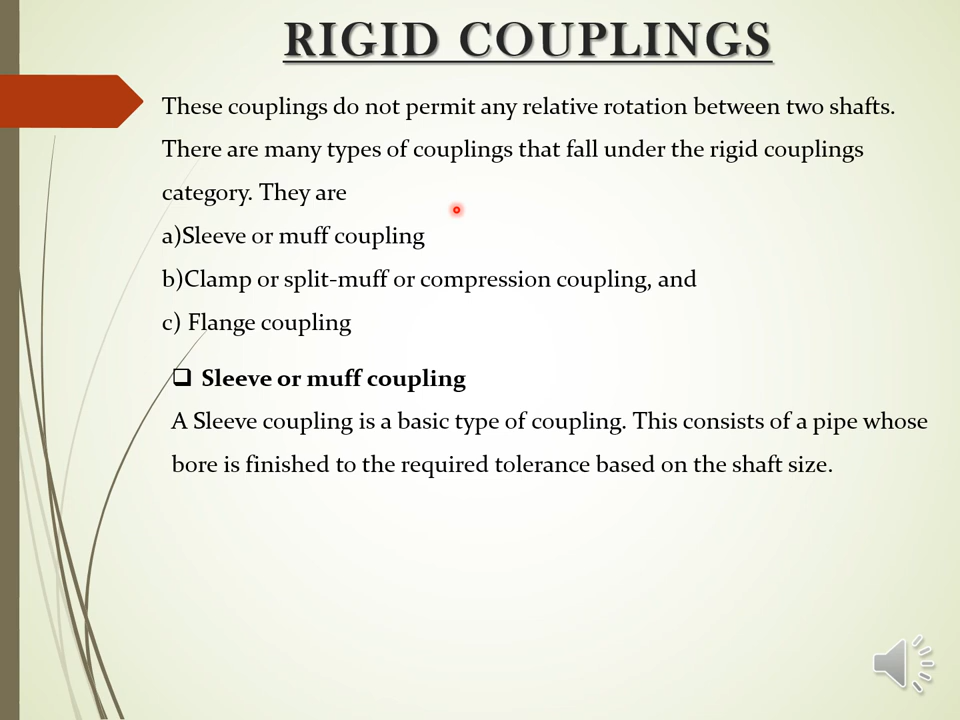 RIGID COUPLINGS
These couplings do not permit any relative rotation between two shafts.
There are many types of couplings that fall under the rigid couplings
category. They are
a)Sleeve or muff coupling
b)Clamp or split-muff or compression coupling, and
c) Flange coupling
❑ Sleeve or muff coupling
A Sleeve coupling is a basic type of coupling. This consists of a pipe whose
bore is finished to the required tolerance based on the shaft size.